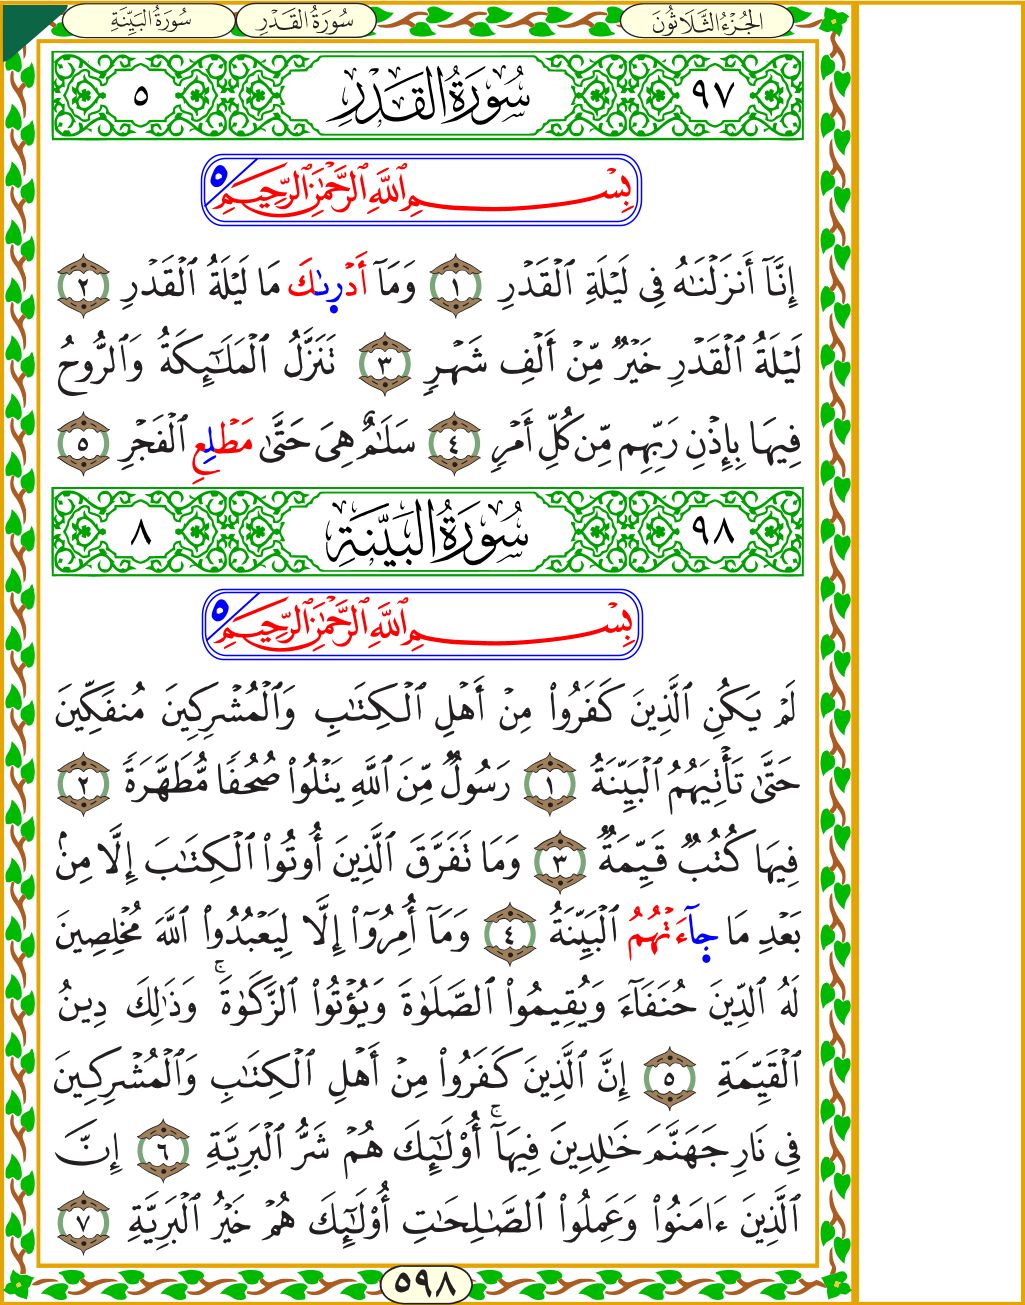 سُورَةُ البَيِّنَةِ سُورَةُ القَدْرِ الجُزْءُ الثَّلَاثُونَ
٩٧ سُورَةُ القَدْرِ ٥
بِسْمِ ٱللَّهِ ٱلرَّحْمَٰنِ ٱلرَّحِيمِ ٥
إِنَّآ أَنزَلْنَٰهُ فِى لَيْلَةِ ٱلْقَدْرِ ١ وَمَآ أَدْرِىٰكَ مَا لَيْلَةُ ٱلْقَدْرِ ٢
لَيْلَةُ ٱلْقَدْرِ خَيْرٌ مِّنْ أَلْفِ شَهْرٍ ٣ تَنَزَّلُ ٱلْمَلَٰٓئِكَةُ وَٱلرُّوحُ
فِيهَا بِإِذْنِ رَبِّهِم مِّن كُلِّ أَمْرٍ ٤ سَلَٰمٌ هِىَ حَتَّىٰ مَطْلِعِ ٱلْفَجْرِ ٥
٩٨ سُورَةُ البَيِّنَةِ ٨
بِسْمِ ٱللَّهِ ٱلرَّحْمَٰنِ ٱلرَّحِيمِ ٥
لَمْ يَكُنِ ٱلَّذِينَ كَفَرُوا۟ مِنْ أَهْلِ ٱلْكِتَٰبِ وَٱلْمُشْرِكِينَ مُنفَكِّينَ
حَتَّىٰ تَأْتِيَهُمُ ٱلْبَيِّنَةُ ١ رَسُولٌ مِّنَ ٱللَّهِ يَتْلُوا۟ صُحُفًا مُّطَهَّرَةً ٢
فِيهَا كُتُبٌ قَيِّمَةٌ ٣ وَمَا تَفَرَّقَ ٱلَّذِينَ أُوتُوا۟ ٱلْكِتَٰبَ إِلَّا مِنۢ
بَعْدِ مَا جَآءَتْهُمُ ٱلْبَيِّنَةُ ٤ وَمَآ أُمِرُوٓا۟ إِلَّا لِيَعْبُدُوا۟ ٱللَّهَ مُخْلِصِينَ
لَهُ ٱلدِّينَ حُنَفَآءَ وَيُقِيمُوا۟ ٱلصَّلَوٰةَ وَيُؤْتُوا۟ ٱلزَّكَوٰةَ ۚ وَذَٰلِكَ دِينُ
ٱلْقَيِّمَةِ ٥ إِنَّ ٱلَّذِينَ كَفَرُوا۟ مِنْ أَهْلِ ٱلْكِتَٰبِ وَٱلْمُشْرِكِينَ
فِى نَارِ جَهَنَّمَ خَٰلِدِينَ فِيهَآ ۚ أُو۟لَٰٓئِكَ هُمْ شَرُّ ٱلْبَرِيَّةِ ٦ إِنَّ
ٱلَّذِينَ ءَامَنُوا۟ وَعَمِلُوا۟ ٱلصَّٰلِحَٰتِ أُو۟لَٰٓئِكَ هُمْ خَيْرُ ٱلْبَرِيَّةِ ٧
٥٩٨